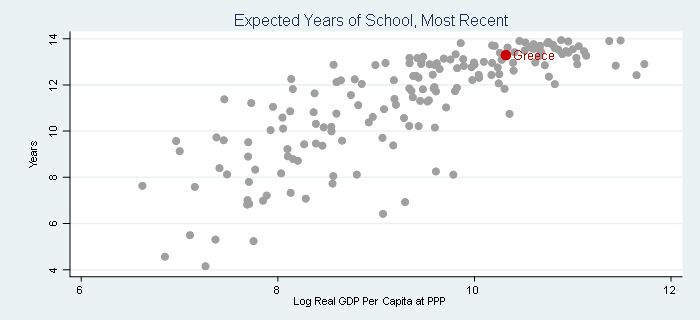 Expected Years of School, Most Recent
14
12
10
8
6
4
Years
Greece
6 8 10 12
Log Real GDP Per Capita at PPP